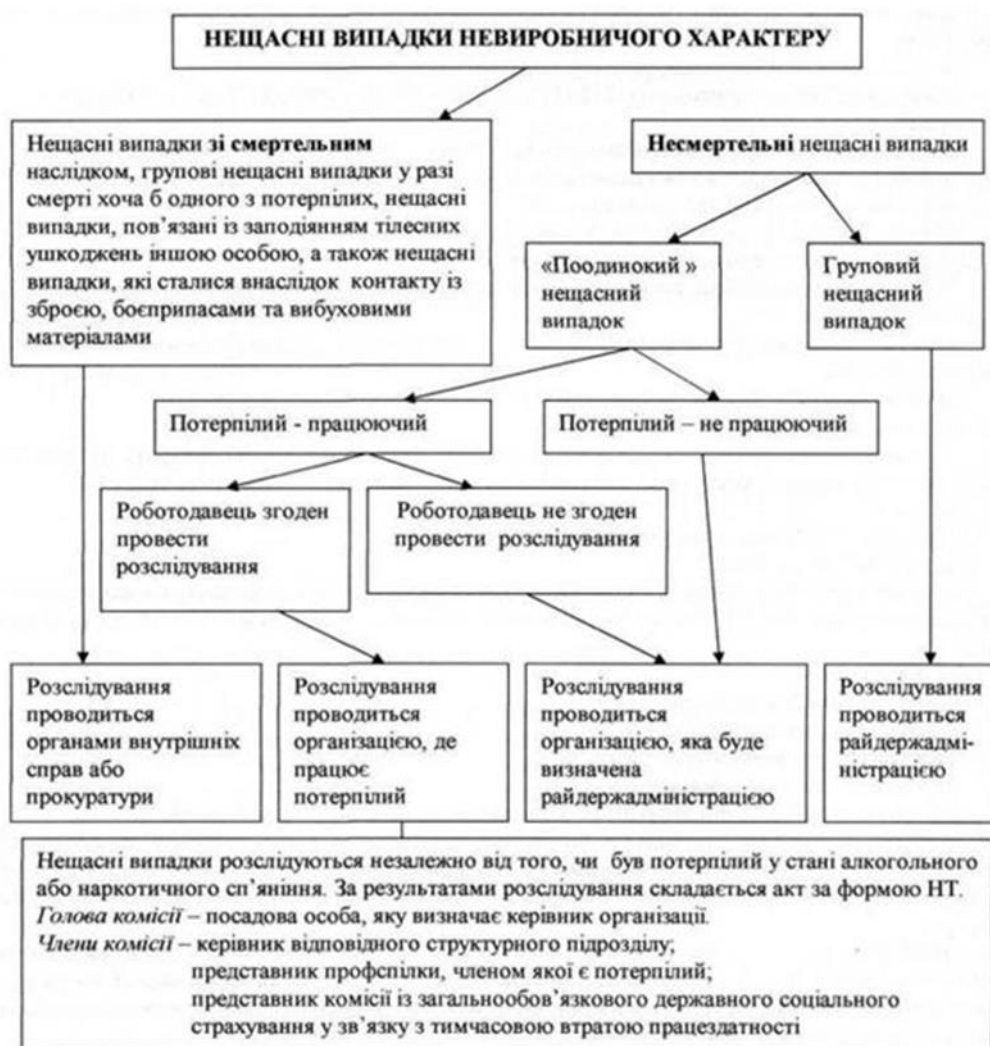 НЕЩАСНІ ВИПАДКИ НЕВИРОБНИЧОГО ХАРАКТЕРУ
Нещасні випадки зі смертельним
наслідком, групові нещасні випадки у разі
смерті хоча б одного з потерпілих, нещасні
випадки, пов’язані із заподіянням тілесних
ушкоджень іншою особою, а також нещасні
випадки, які сталися внаслідок контакту із
зброєю, боєприпасами та вибуховими
матеріалами
Несмертельні нещасні випадки
«Поодинокий »
нещасний
випадок
Груповий
нещасний
випадок
Потерпілий - працюючий
Потерпілий – не працюючий
Роботодавець згоден
провести
розслідування
Роботодавець не згоден
провести розслідування
Розслідування
проводиться
органами внутрішніх
справ або
прокуратури
Розслідування
проводиться
організацією, де
працює
потерпілий
Розслідування
проводиться
організацією, яка буде
визначена
райдержадміністрацією
Розслідування
проводиться
райдержадмі-
ністрацією
Нещасні випадки розслідуються незалежно від того, чи був потерпілий у стані алкогольного
або наркотичного сп’яніння. За результатами розслідування складається акт за формою НТ.
Голова комісії – посадова особа, яку визначає керівник організації.
Члени комісії – керівник відповідного структурного підрозділу;
представник профспілки, членом якої є потерпілий;
представник комісії із загальнообов’язкового державного соціального
страхування у зв’язку з тимчасовою втратою працездатності